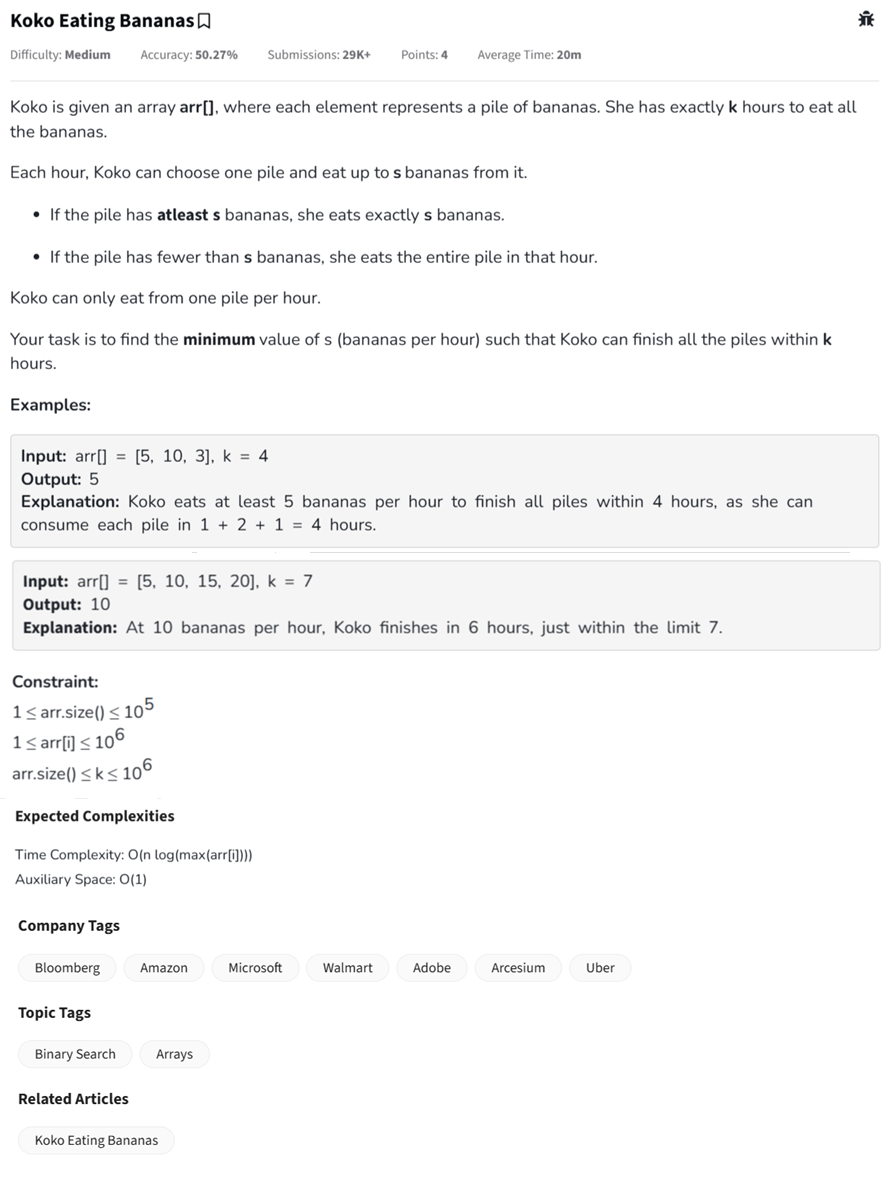 Koko Eating Bananas
Difficulty: Medium Accuracy: 50.27% Submissions: 29K+ Points: 4 Average Time: 20m
Koko is given an array arr[], where each element represents a pile of bananas. She has exactly k hours to eat all
the bananas.
Each hour, Koko can choose one pile and eat up to s bananas from it.
• If the pile has atleast s bananas, she eats exactly s bananas.
• If the pile has fewer than s bananas, she eats the entire pile in that hour.
Koko can only eat from one pile per hour.
Your task is to find the minimum value of s (bananas per hour) such that Koko can finish all the piles within k
hours.
Examples:
Input: arr[] = [5, 10, 3], k = 4
Output: 5
Explanation: Koko eats at least 5 bananas per hour to finish all piles within 4 hours, as she can
consume each pile in 1 + 2 + 1 = 4 hours.
Input: arr[] = [5, 10, 15, 20], k = 7
Output: 10
Explanation: At 10 bananas per hour, Koko finishes in 6 hours, just within the limit 7.
Constraint:
1 ≤ arr.size() ≤ 10^5
1 ≤ arr[i] ≤ 10^6
arr.size() ≤ k ≤ 10^6
Expected Complexities
Time Complexity: O(n log(max(arr[i])))
Auxiliary Space: O(1)
Company Tags
Bloomberg Amazon Microsoft Walmart Adobe Arcesium Uber
Topic Tags
Binary Search Arrays
Related Articles
Koko Eating Bananas